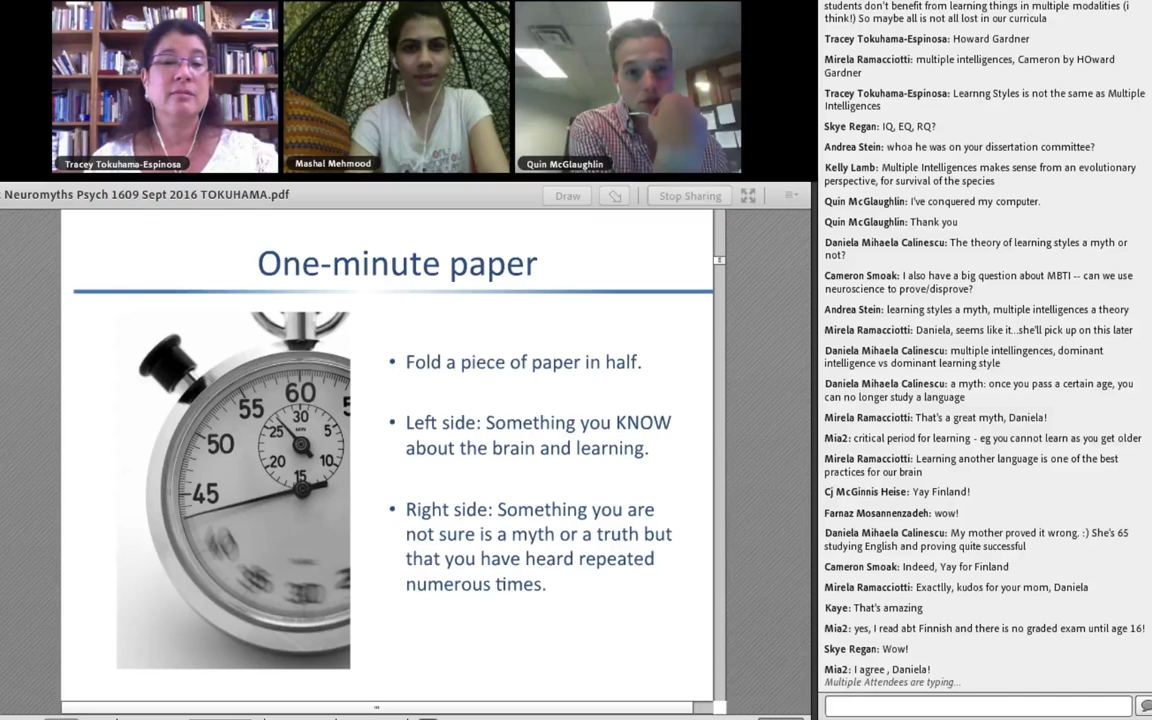 Tracey Tokuhama-Espinosa
Mashal Mehmood
Quin McGlaughlin
Neuromyths Psych 1609 Sept 2016 TOKUHAMA.pdf
Draw
Stop Sharing
One-minute paper
• Fold a piece of paper in half.
• Left side: Something you KNOW
about the brain and learning.
• Right side: Something you are
not sure is a myth or a truth but
that you have heard repeated
numerous times.
60
55
50
45
5
30
25
5
MIN
20
10
15
students don't benefit from learning things in multiple modalities (i
think!) So maybe all is not all lost in our curricula
Tracey Tokuhama-Espinosa: Howard Gardner
Mirela Ramacciotti: multiple intelligences, Cameron by HOward
Gardner
Tracey Tokuhama-Espinosa: Learnng Styles is not the same as Multiple
Intelligences
Skye Regan: IQ, EQ, RQ?
Andrea Stein: whoa he was on your dissertation committee?
Kelly Lamb: Multiple Intelligences makes sense from an evolutionary
perspective, for survival of the species
Quin McGlaughlin: I've conquered my computer.
Quin McGlaughlin: Thank you
Daniela Mihaela Calinescu: The theory of learning styles a myth or
not?
Cameron Smoak: I also have a big question about MBTI -- can we use
neuroscience to prove/disprove?
Andrea Stein: learning styles a myth, multiple intelligences a theory
Mirela Ramacciotti: Daniela, seems like it...she'll pick up on this later
Daniela Mihaela Calinescu: multiple intellingences, dominant
intelligence vs dominant learning style
Daniela Mihaela Calinescu: a myth: once you pass a certain age, you
can no longer study a language
Mirela Ramacciotti: That's a great myth, Daniela!
Mia2: critical period for learning - eg you cannot learn as you get older
Mirela Ramacciotti: Learning another language is one of the best
practices for our brain
Cj McGinnis Heise: Yay Finland!
Farnaz Mosannenzadeh: wow!
Daniela Mihaela Calinescu: My mother proved it wrong. :) She's 65
studying English and proving quite successful
Cameron Smoak: Indeed, Yay for Finland
Mirela Ramacciotti: Exactlly, kudos for your mom, Daniela
Kaye: That's amazing
Mia2: yes, I read abt Finnish and there is no graded exam until age 16!
Skye Regan: Wow!
Mia2: I agree , Daniela!
Multiple Attendees are typing...